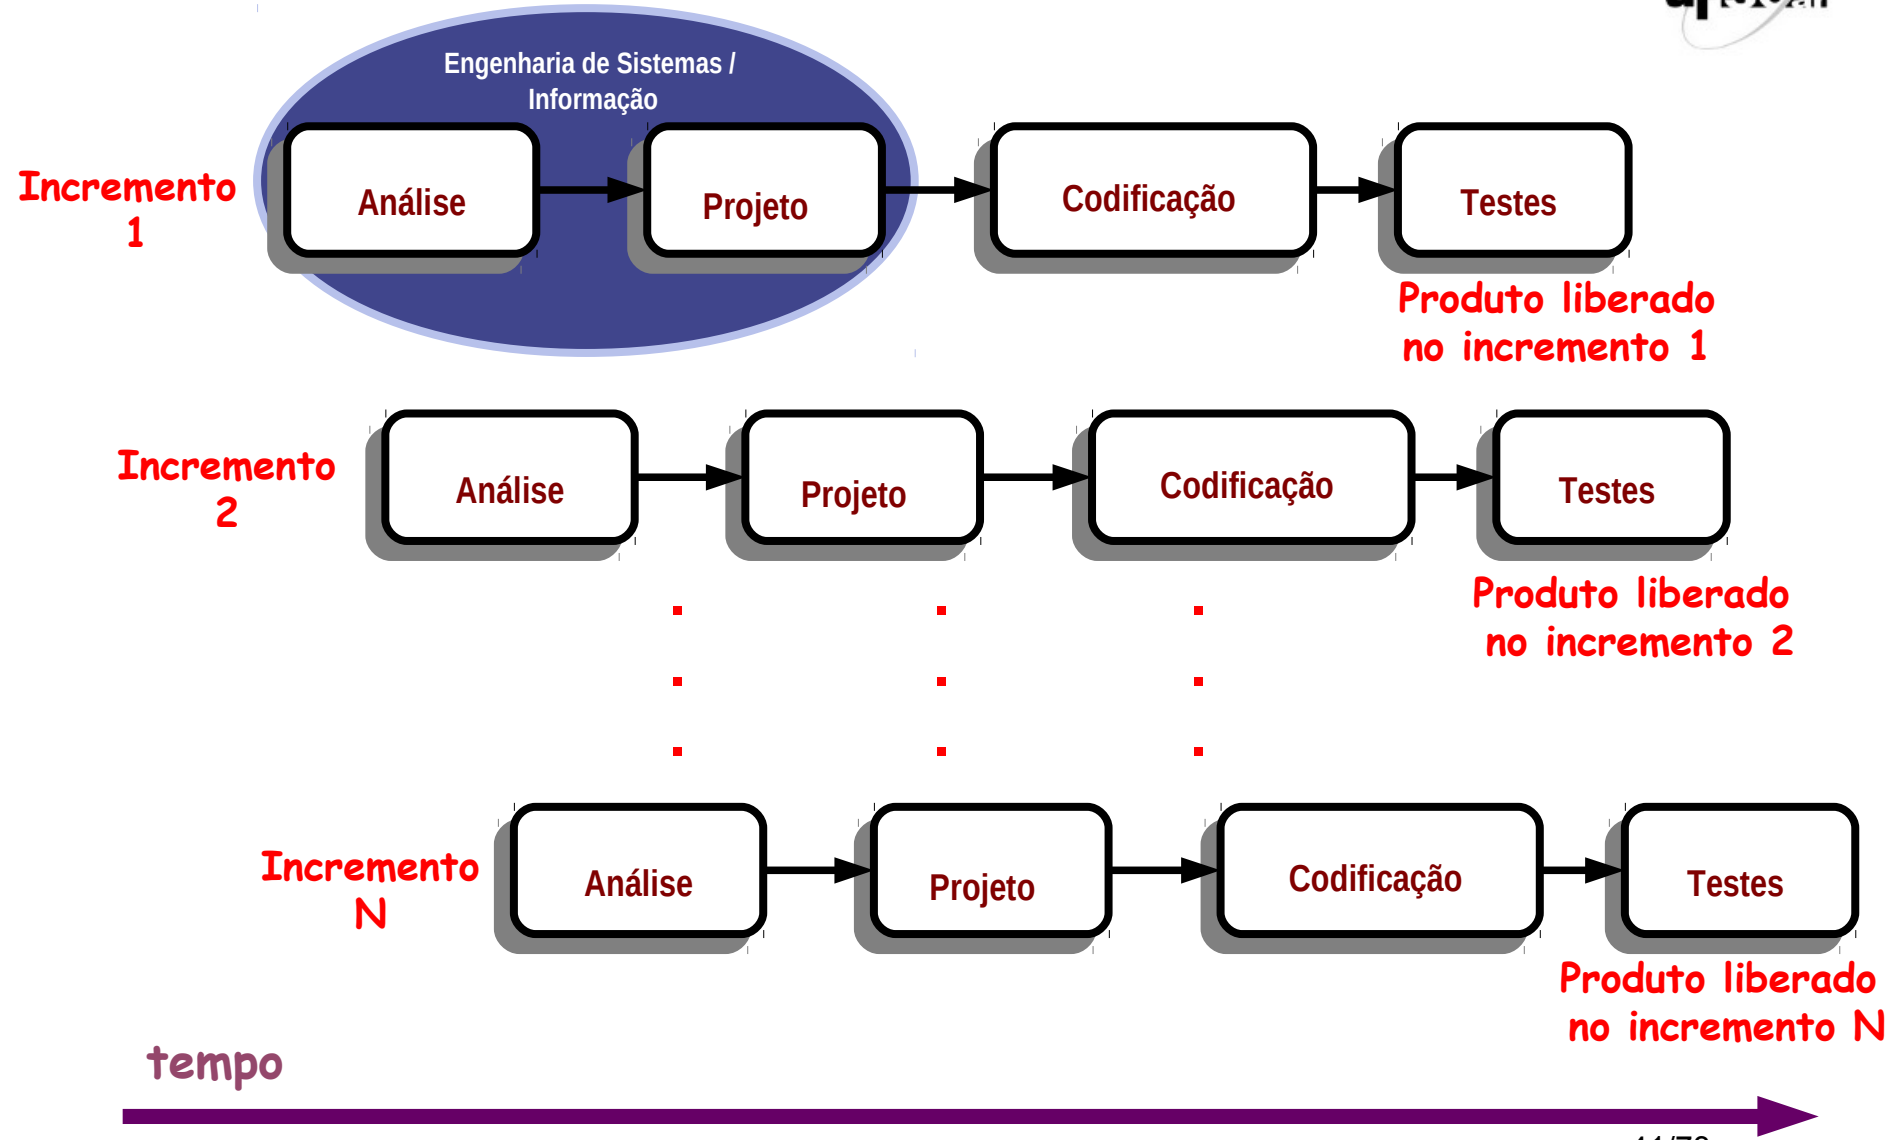 Engenharia de Sistemas /
Informação
Incremento
1
Análise
Projeto
Codificação
Testes
Produto liberado
no incremento 1
Incremento
2
Análise
Projeto
Codificação
Testes
Produto liberado
no incremento 2
Incremento
N
Análise
Projeto
Codificação
Testes
Produto liberado
no incremento N
tempo